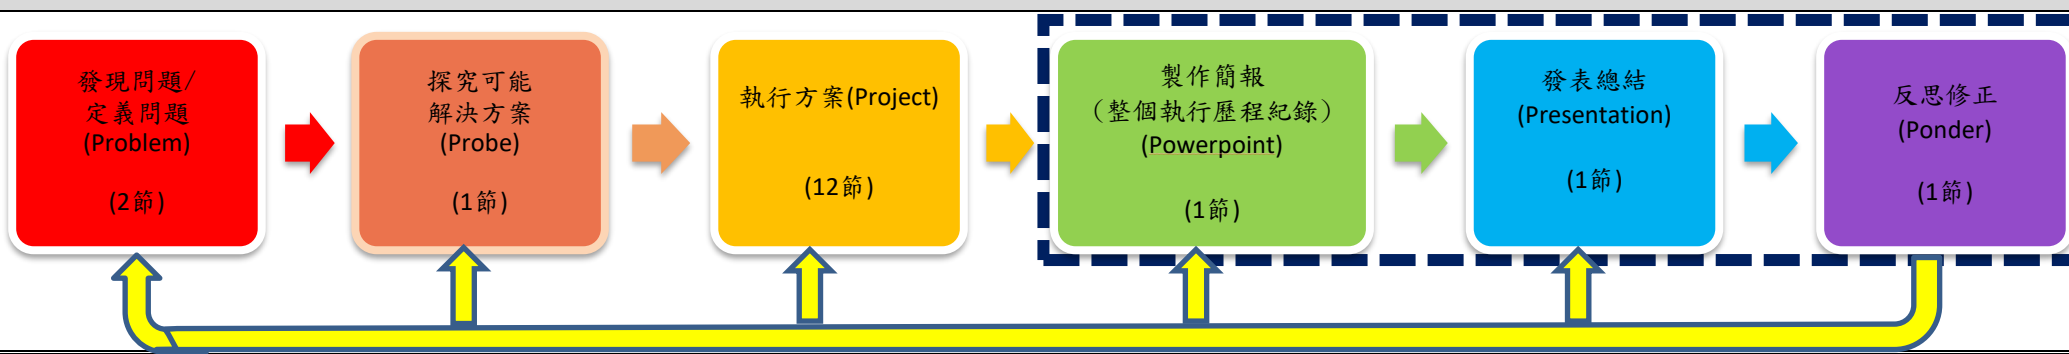 發現問題/
定義問題
(Problem)
(2節)
探究可能
解決方案
(Probe)
(1節)
執行方案(Project)
(12節)
製作簡報
(整個執行歷程紀錄)
(Powerpoint)
(1節)
發表總結
(Presentation)
(1節)
反思修正
(Ponder)
(1節)